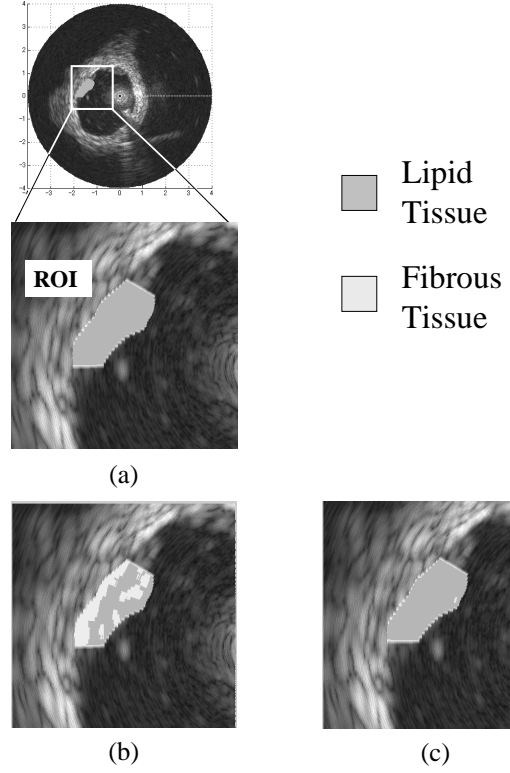 4
3
2
1
0
-1
-2
-3
-4
-3 -2 -1 0 1 2 3 4
Lipid
Tissue
ROI
Fibrous
Tissue
(a)
(b)
(c)